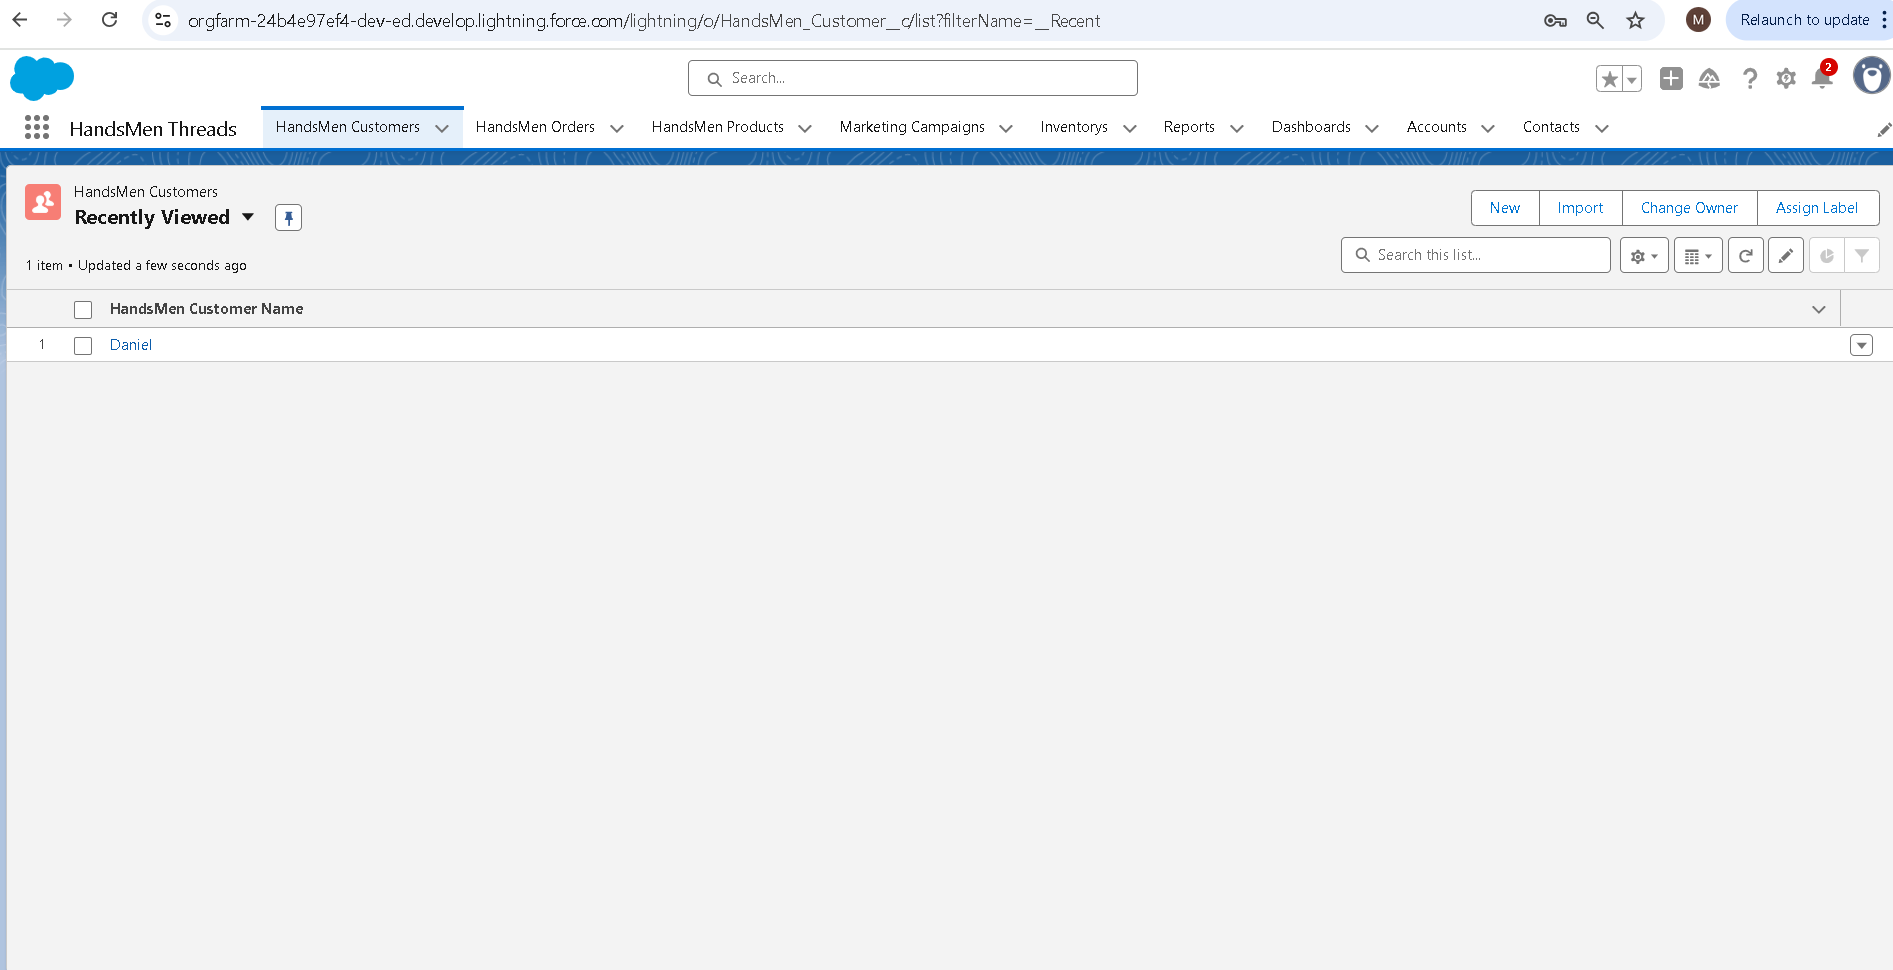 orgfarm-24b4e97ef4-dev-ed.develop.lightning.force.com/lightning/o/HandsMen_Customer__c/list?filterName=__Recent
M
Relaunch to update
Search...
2
HandsMen Threads
HandsMen Customers
HandsMen Orders
HandsMen Products
Marketing Campaigns
Inventorys
Reports
Dashboards
Accounts
Contacts
HandsMen Customers
Recently Viewed
New
Import
Change Owner
Assign Label
1 item • Updated a few seconds ago
Search this list...
HandsMen Customer Name
1
Daniel